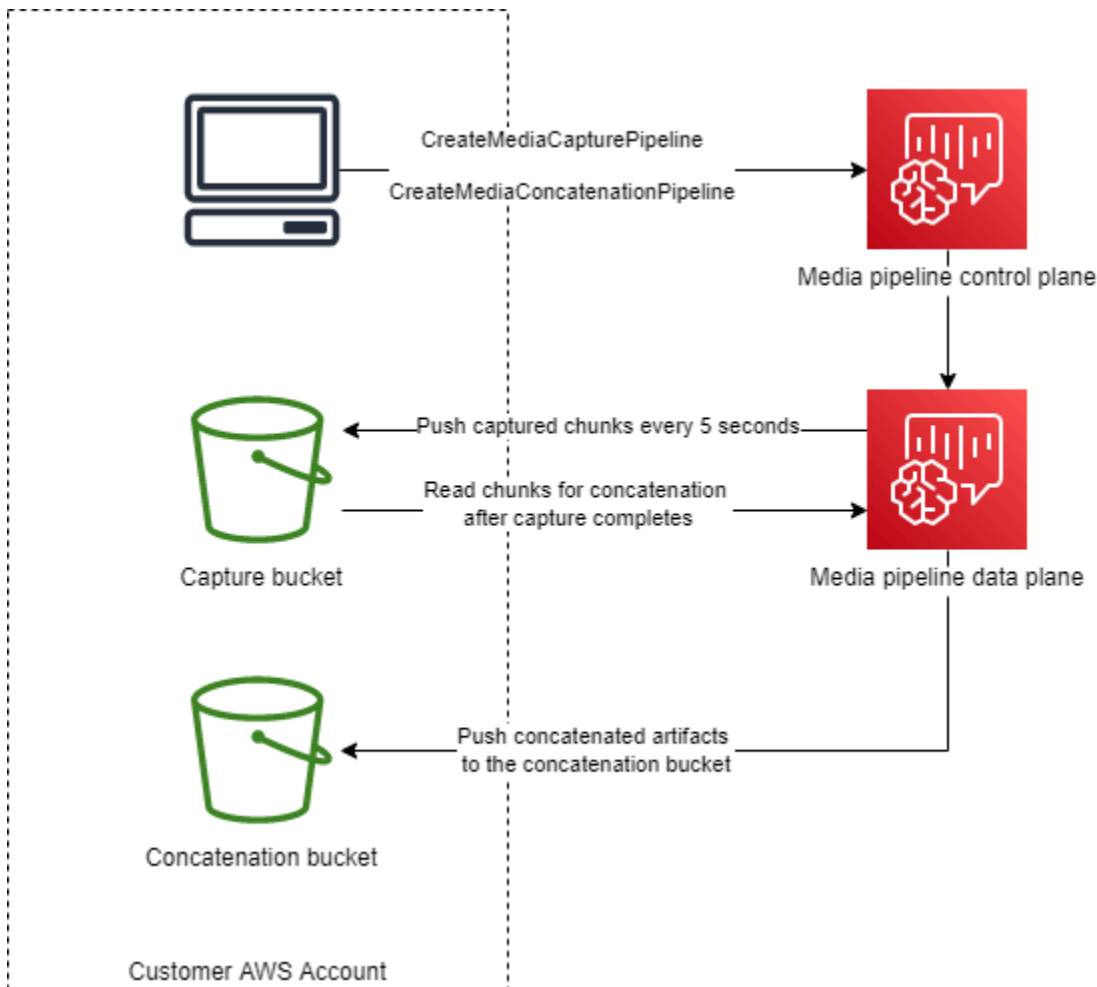 CreateMediaCapturePipeline
CreateMediaConcatenationPipeline
Media pipeline control plane
Push captured chunks every 5 seconds
Read chunks for concatenation
after capture completes
Capture bucket
Media pipeline data plane
Push concatenated artifacts
to the concatenation bucket
Concatenation bucket
Customer AWS Account